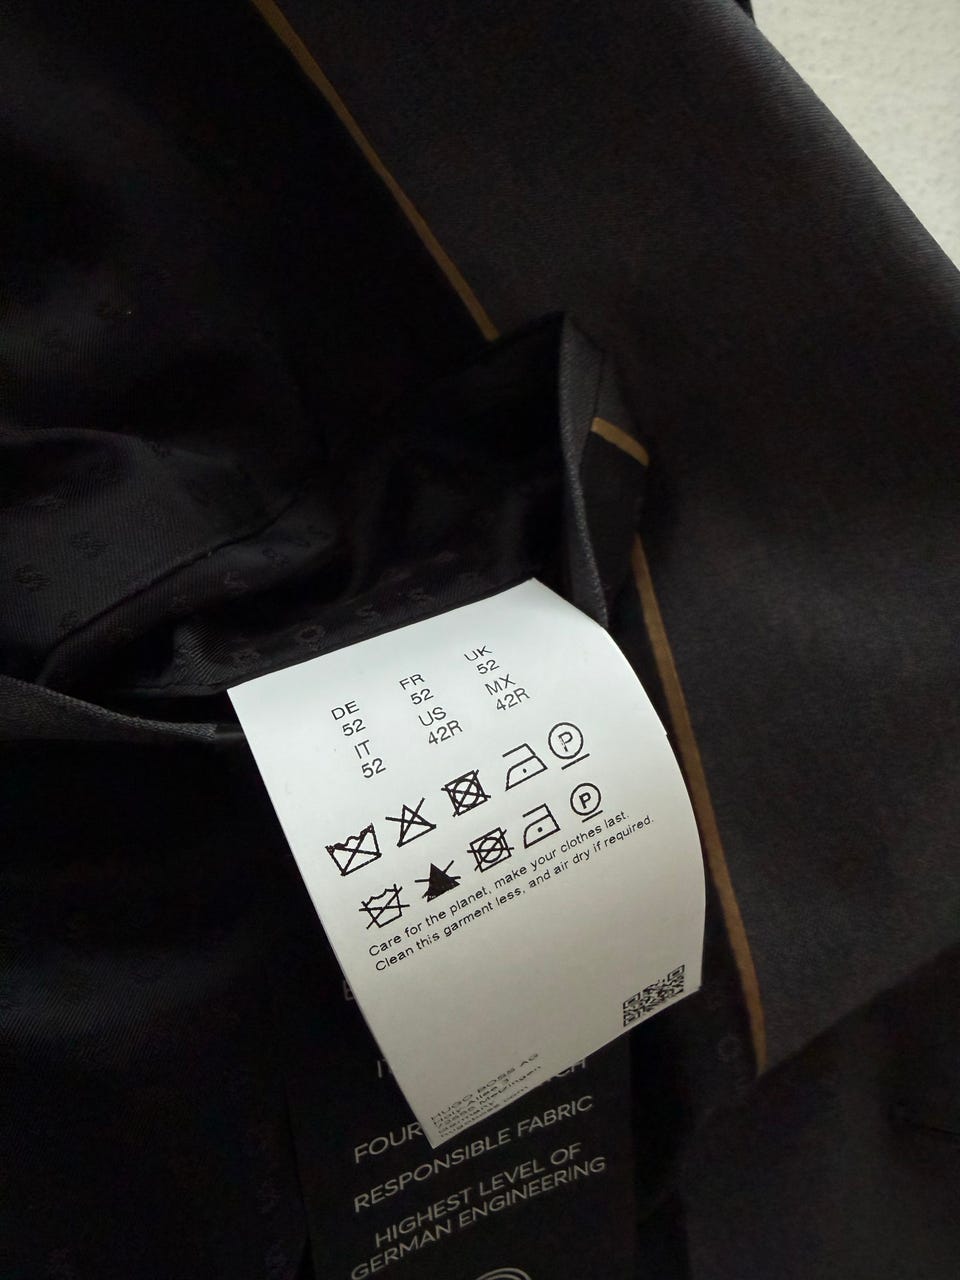 DE FR UK
52 52 52
IT US MX
52 42R 42R
P
P
Care for the planet, make your clothes last.
Clean this garment less, and air dry if required.
HUGO BOSS AG
Germany
FOUR
RESPONSIBLE FABRIC
HIGHEST LEVEL OF
GERMAN ENGINEERING